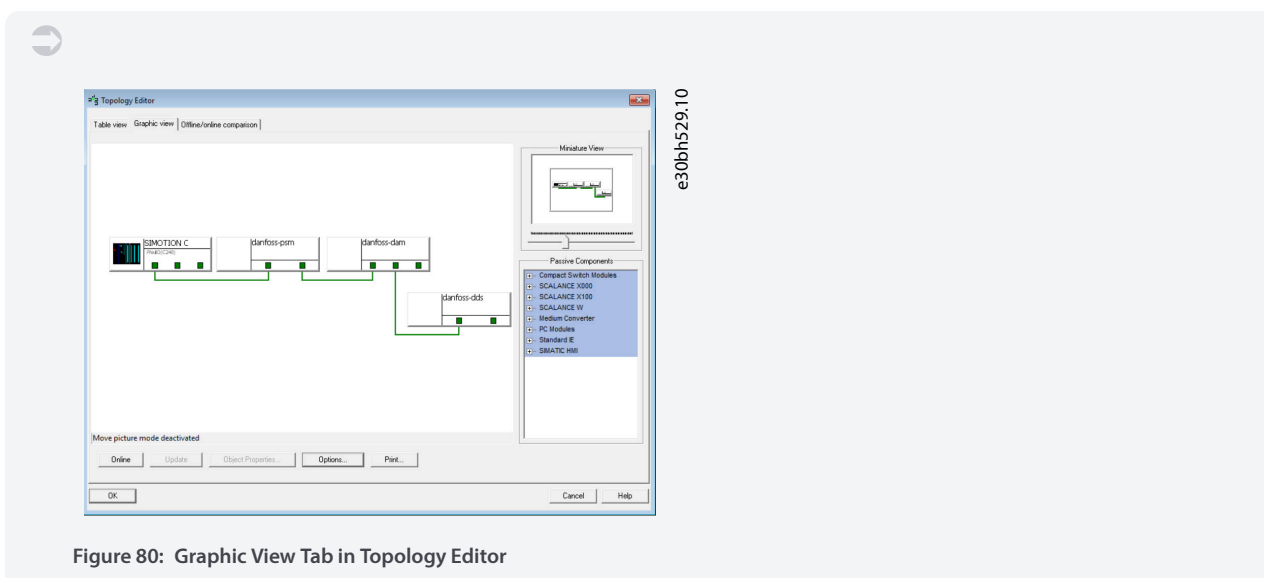 Topology Editor
Table view Graphic view Offline/online comparison
Miniature View
SIMOTION C
PNxIO(C240)
danfoss-psm
danfoss-dam
danfoss-dds
Passive Components
Compact Switch Modules
SCALANCE X000
SCALANCE X100
SCALANCE W
Medium Converter
PC Modules
Standard IE
SIMATIC HMI
Move picture mode deactivated
Online Update Object Properties... Options... Print...
OK Cancel Help
e30bh529.10
Figure 80: Graphic View Tab in Topology Editor